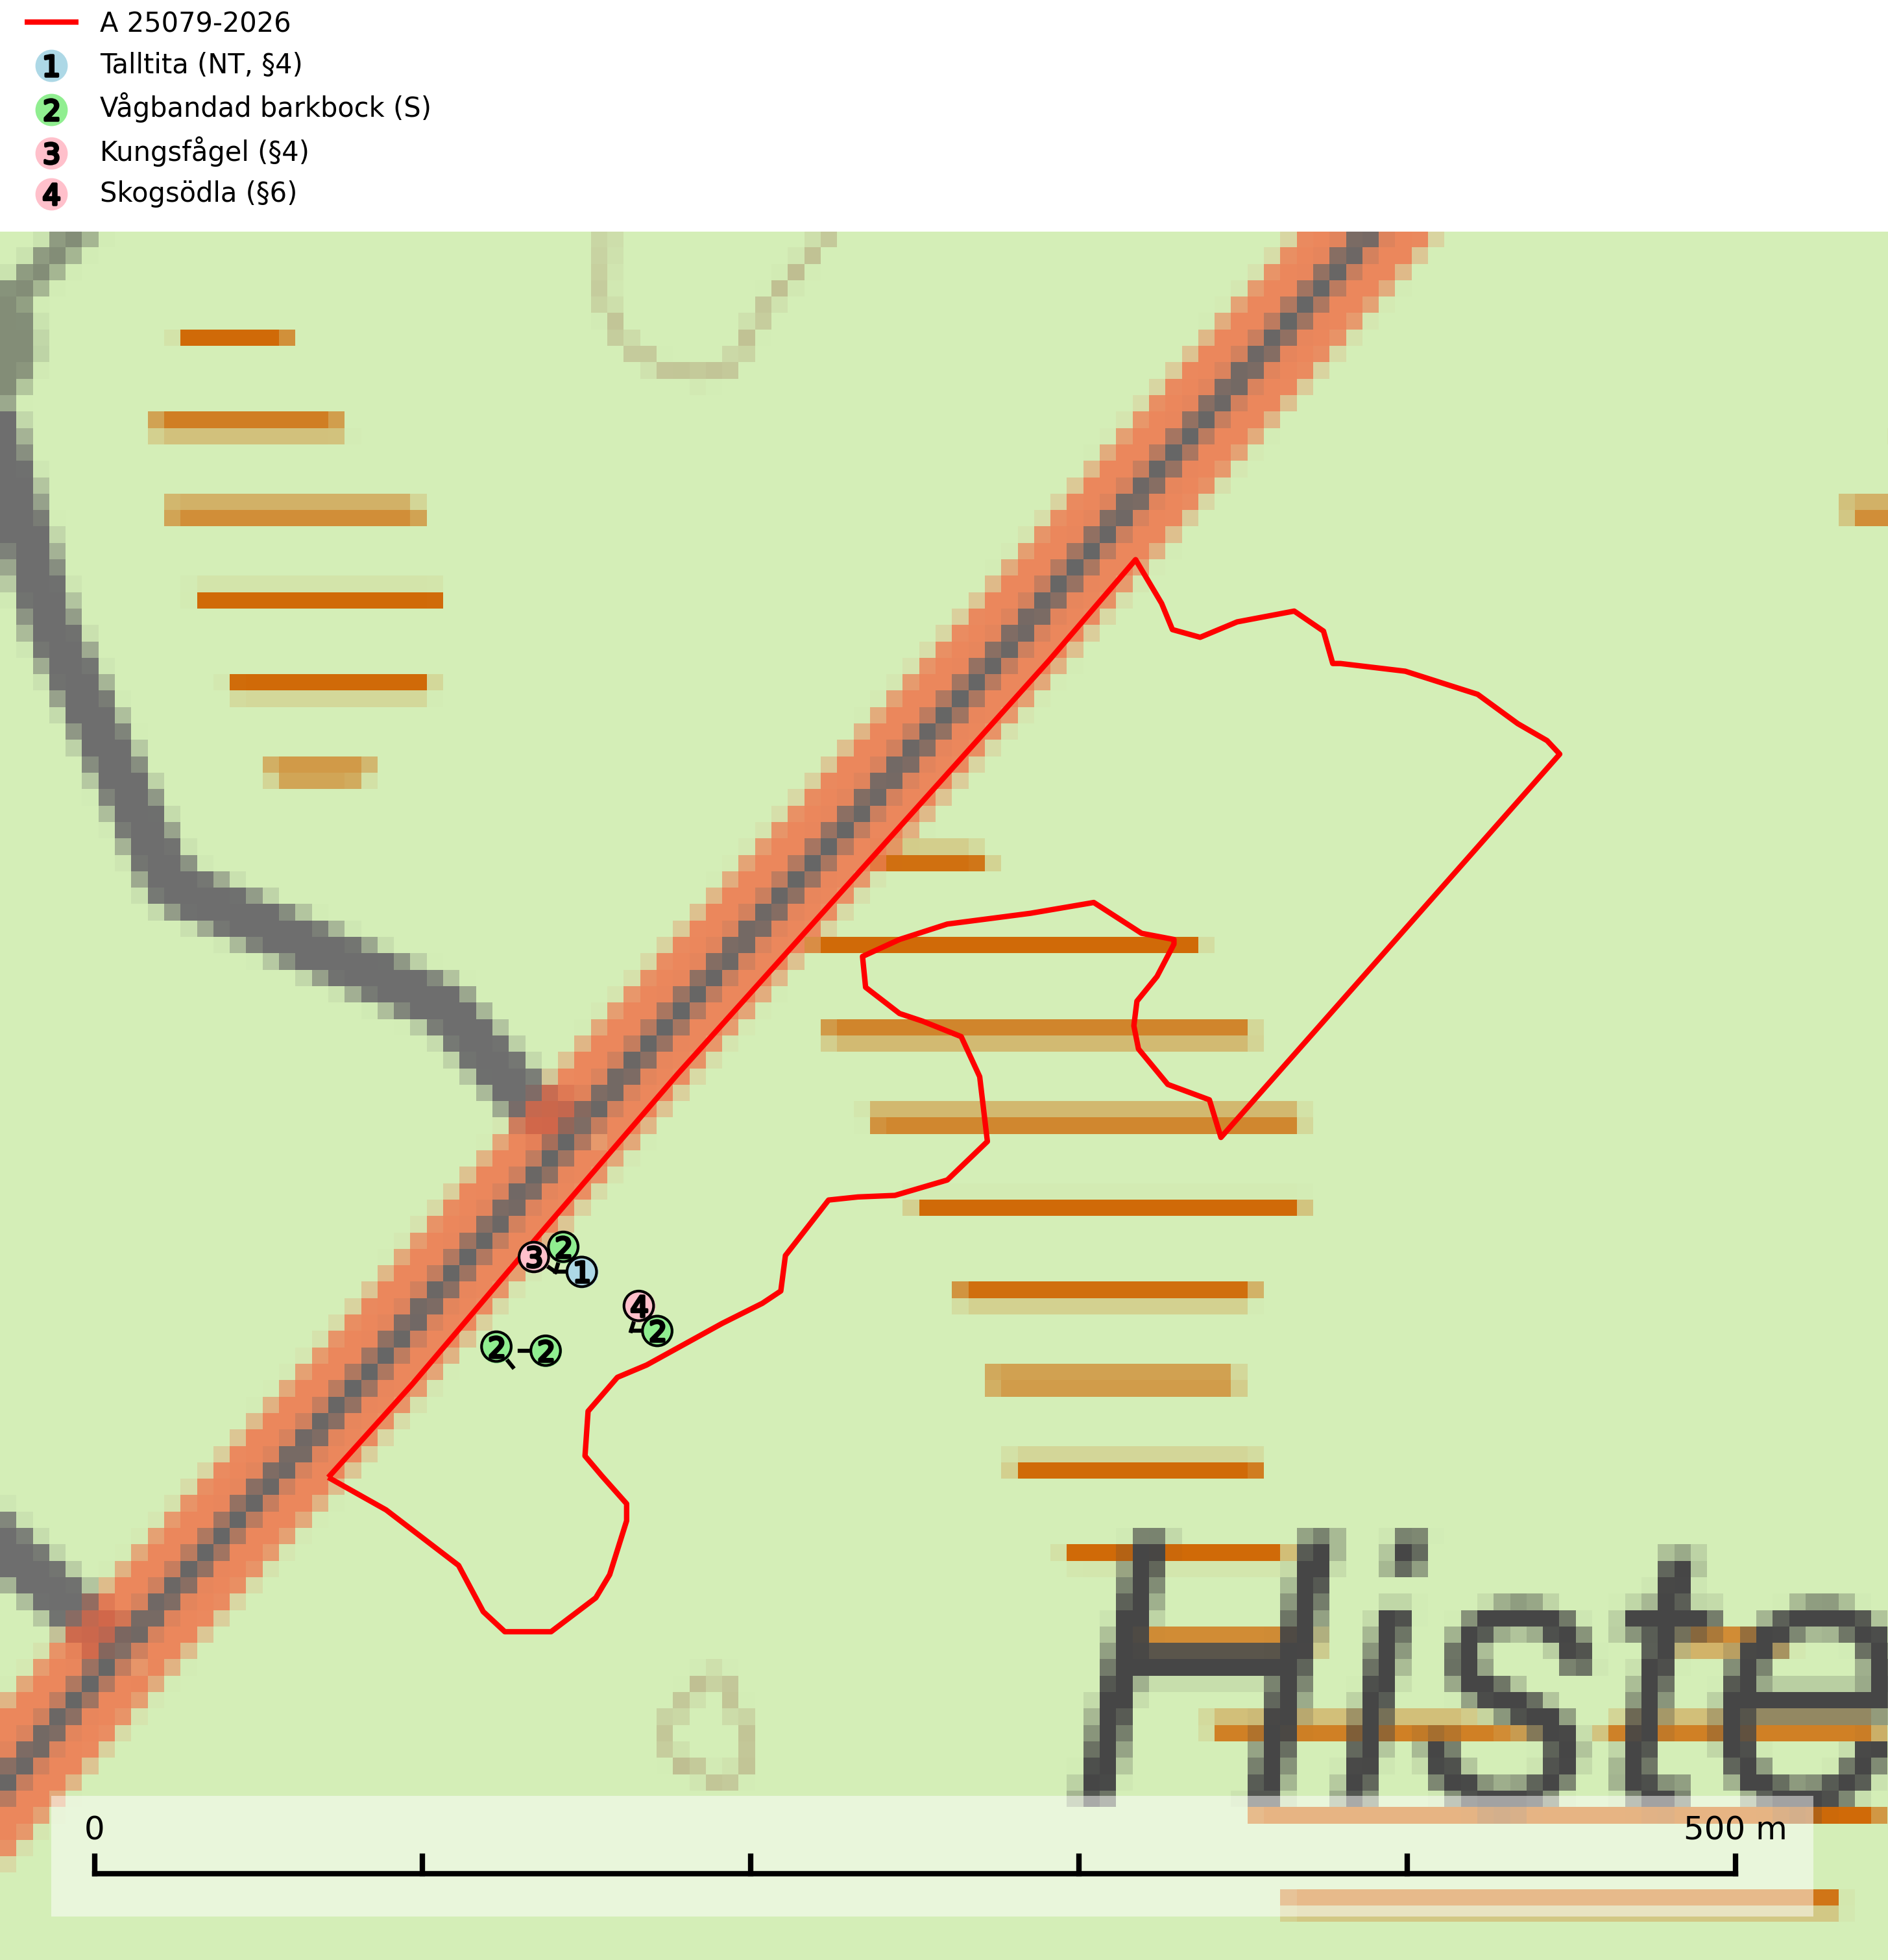 A 25079-2026
1 Talltita (NT, §4)
2 Vågbandad barkbock (S)
3 Kungsfågel (§4)
4 Skogsödla (§6)
3 2 1
4 2
2 2
Histe
0 500 m